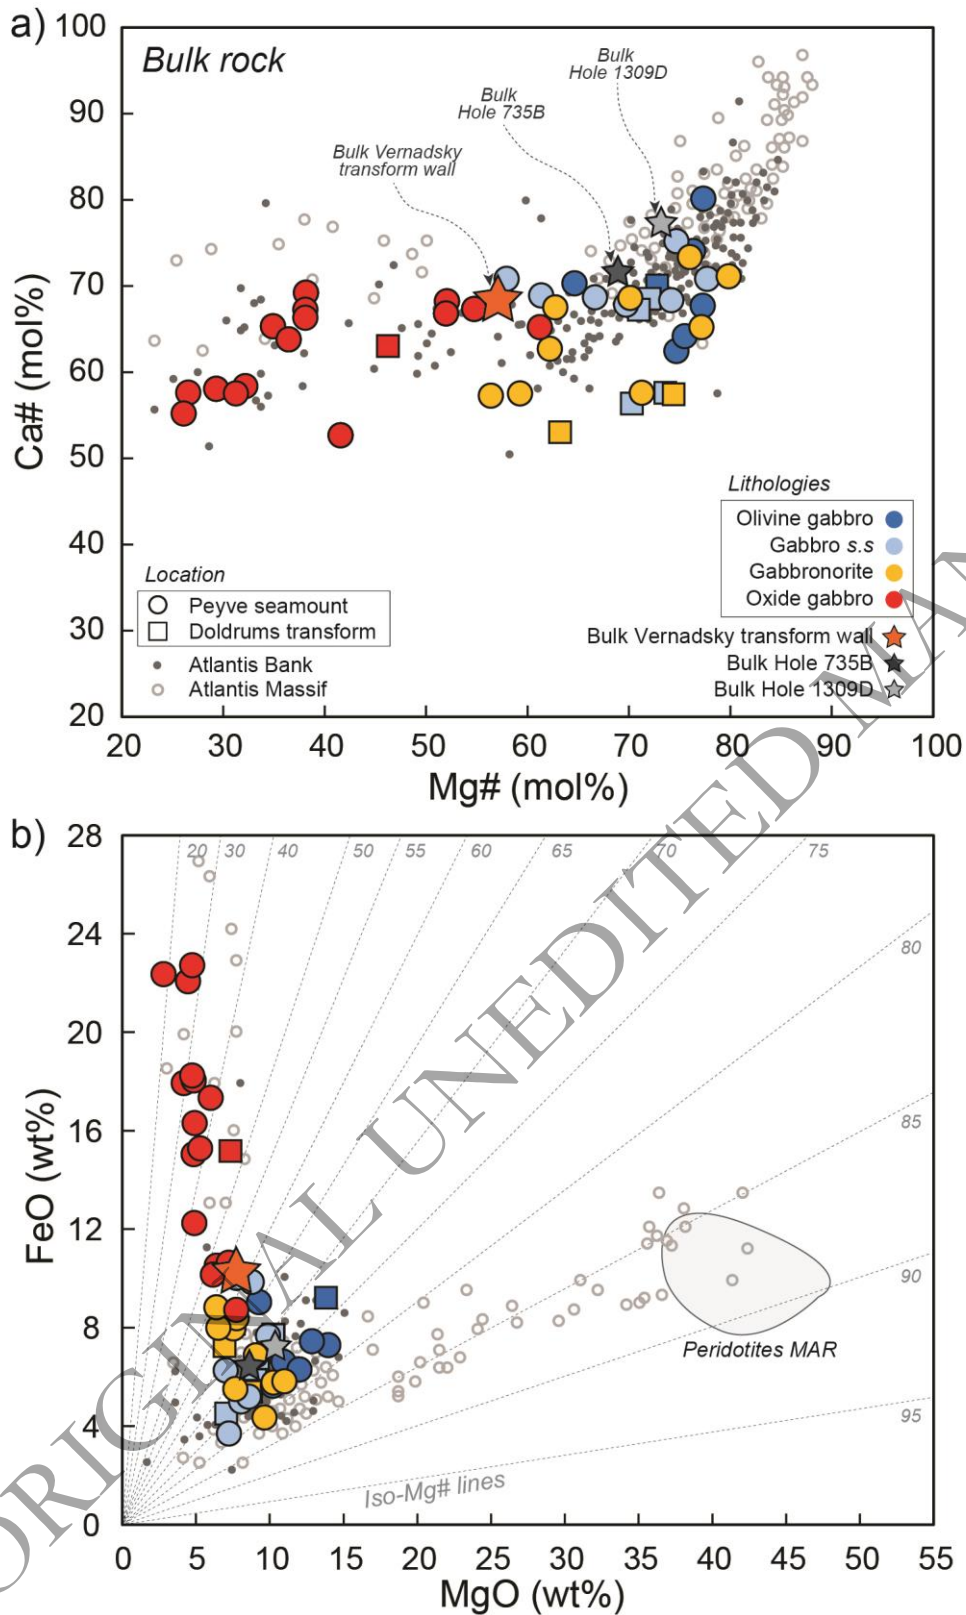 a)
Bulk rock
100
90
80
70
60
50
40
30
20
Ca# (mol%)
Bulk
Hole 1309D
Bulk
Hole 735B
Bulk Vernadsky
transform wall
Location
Peyve seamount
Doldrums transform
Atlantis Bank
Atlantis Massif
Lithologies
Olivine gabbro
Gabbro s.s
Gabbronorite
Oxide gabbro
Bulk Vernadsky transform wall
Bulk Hole 735B
Bulk Hole 1309D
20 30 40 50 60 70 80 90 100
Mg# (mol%)
b)
28
24
20
16
12
8
4
0
FeO (wt%)
20 30 40 50 55 60 65 70 75
80
85
90
95
Peridotites MAR
Iso-Mg# lines
0 5 10 15 20 25 30 35 40 45 50 55
MgO (wt%)
ORIGINAL UNEDITED MAN